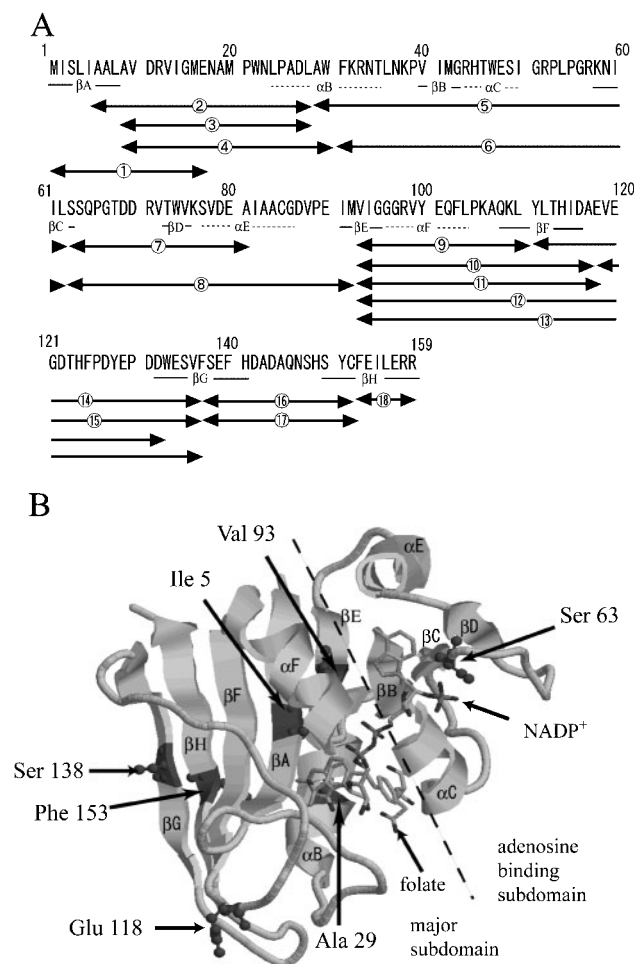 A
1 20 40 60
MISLIAALAV DRVIGMENAM PWNLPADLAW FKRNTLNKPV IMGRHTWESI GRPLPGRKNI
βA αB βB αC
② ⑤
③
④ ⑥
①
61 80 100 120
ILSSQPGTDD RVTWVKSVDE AIAACGDVPE IMVIGGGRVY EQFLPKAQKL YLTHIDAEVE
βC βD αE βE αF βF
⑦ ⑨
⑩
⑧ ⑪
⑫
⑬
121 140 159
GDTHFPDYEP DDWESVFSEF HDADAQNSHS YCFEILERR
βG βH
⑭ ⑯ ⑱
⑮ ⑰
B
Val 93
αE
Ile 5
βE
βC
βD
Ser 63
αF
βF
βB
NADP+
βH
βA
Ser 138
αC
Phe 153
βG
αB
adenosine
binding
subdomain
folate
Glu 118
Ala 29
major
subdomain